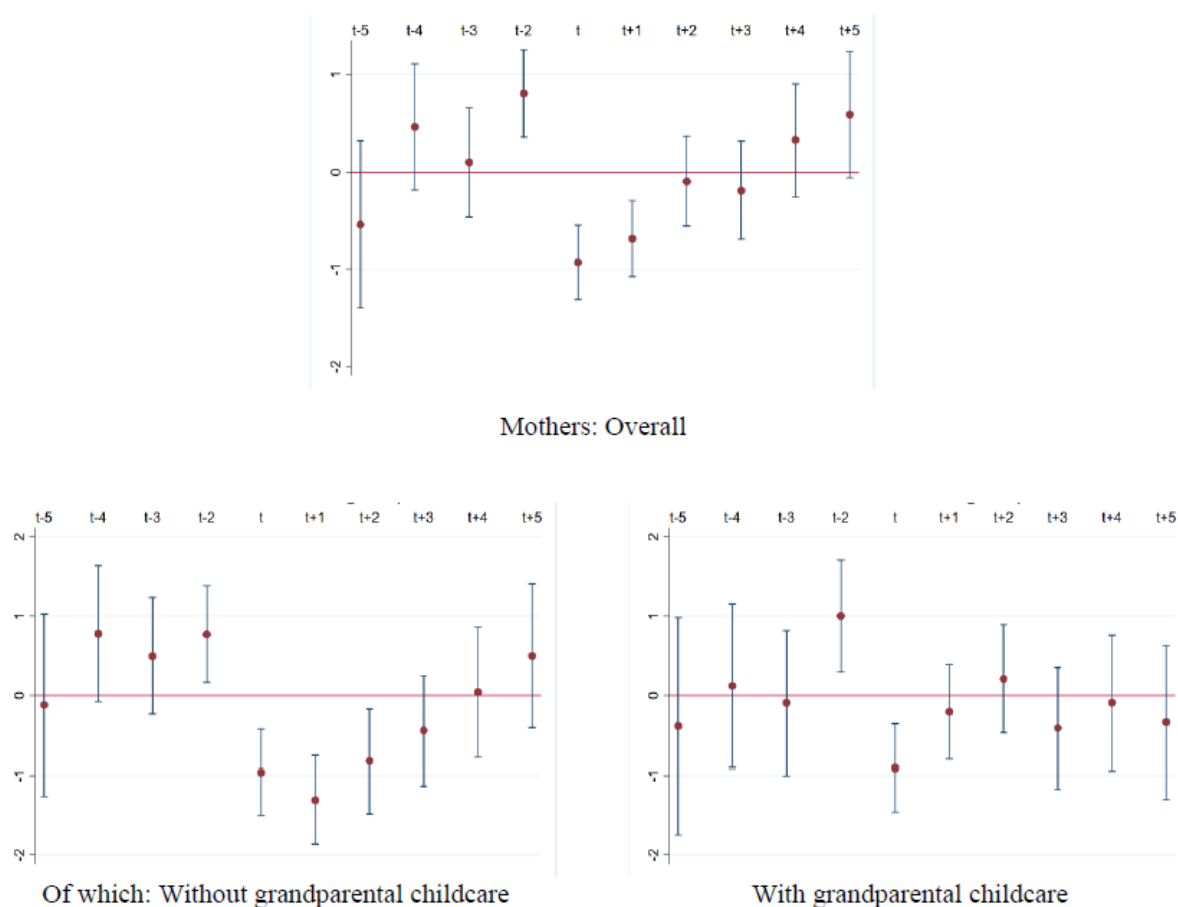 t-5 t-4 t-3 t-2 t t+1 t+2 t+3 t+4 t+5
1
0
-1
-2
Mothers: Overall
t-5 t-4 t-3 t-2 t t+1 t+2 t+3 t+4 t+5
2
1
0
-1
-2
Of which: Without grandparental childcare
t-5 t-4 t-3 t-2 t t+1 t+2 t+3 t+4 t+5
2
1
0
-1
-2
With grandparental childcare